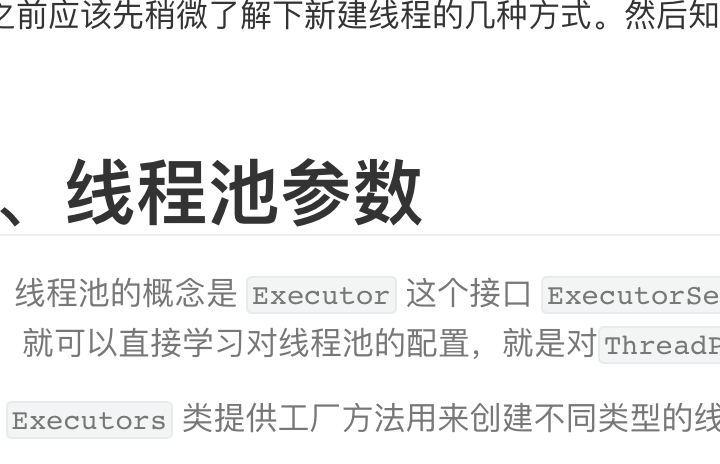 之前应该先稍微了解下新建线程的几种方式。然后知
、线程池参数
线程池的概念是 Executor 这个接口 ExecutorSe
就可以直接学习对线程池的配置，就是对ThreadP
Executors 类提供工厂方法用来创建不同类型的线